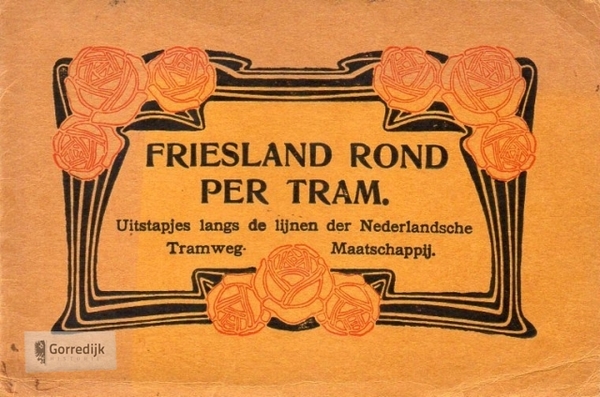 FRIESLAND ROND
PER TRAM.
Uitstapjes langs de lijnen der Nederlandsche
Tramweg- Maatschappij.
Gorredijk